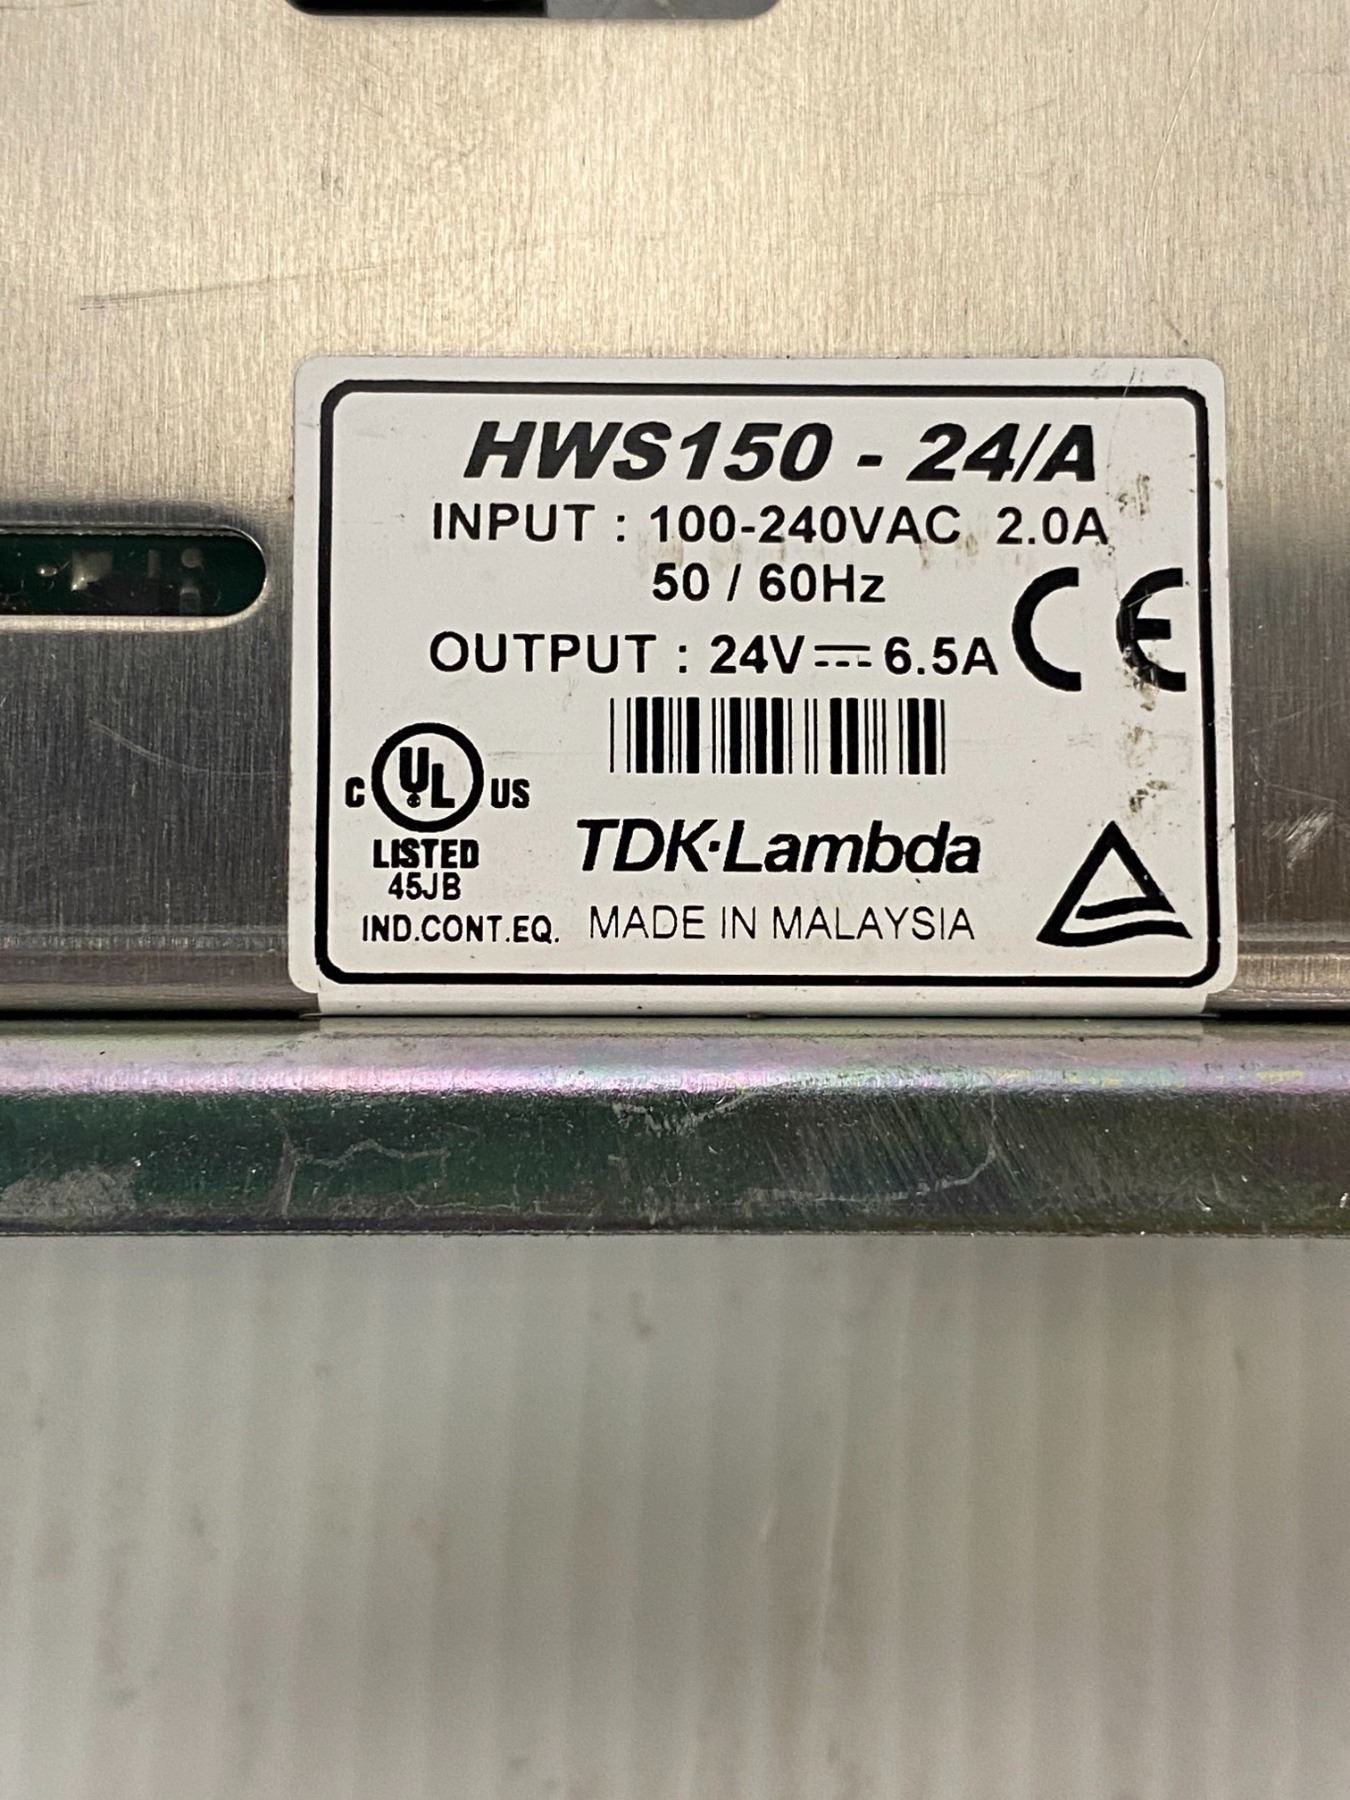 HWS150 - 24/A
INPUT : 100-240VAC 2.0A
50 / 60Hz
OUTPUT : 24V⎓6.5A
CE
C UL US
LISTED
45JB
IND.CONT.EQ.
TDK·Lambda
MADE IN MALAYSIA